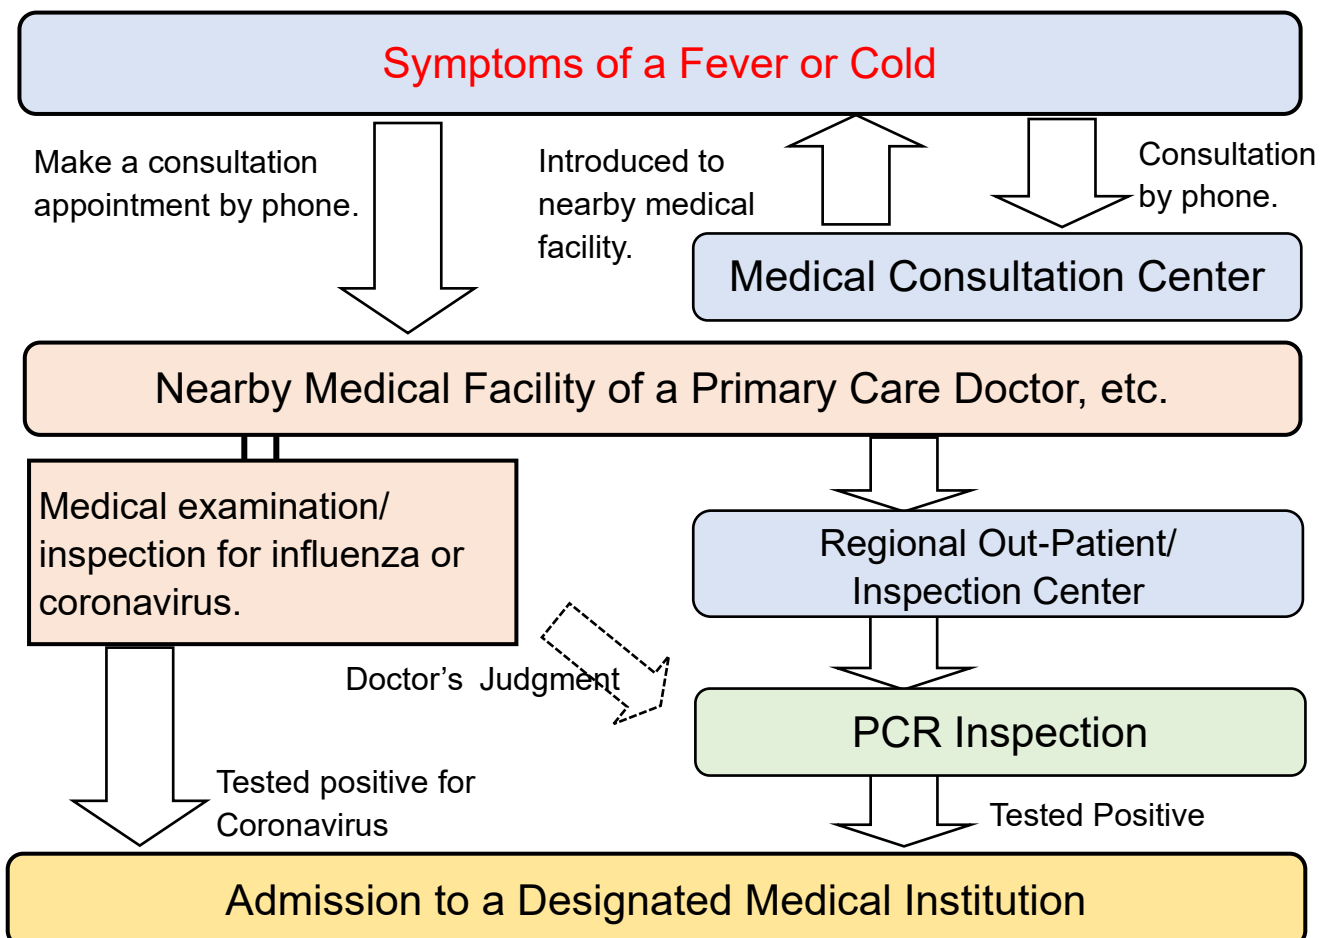 Symptoms of a Fever or Cold
Make a consultation
appointment by phone.
Introduced to
nearby medical
facility.
Consultation
by phone.
Medical Consultation Center
Nearby Medical Facility of a Primary Care Doctor, etc.
Medical examination/
inspection for influenza or
coronavirus.
Regional Out-Patient/
Inspection Center
Doctor’s Judgment
PCR Inspection
Tested positive for
Coronavirus
Tested Positive
Admission to a Designated Medical Institution